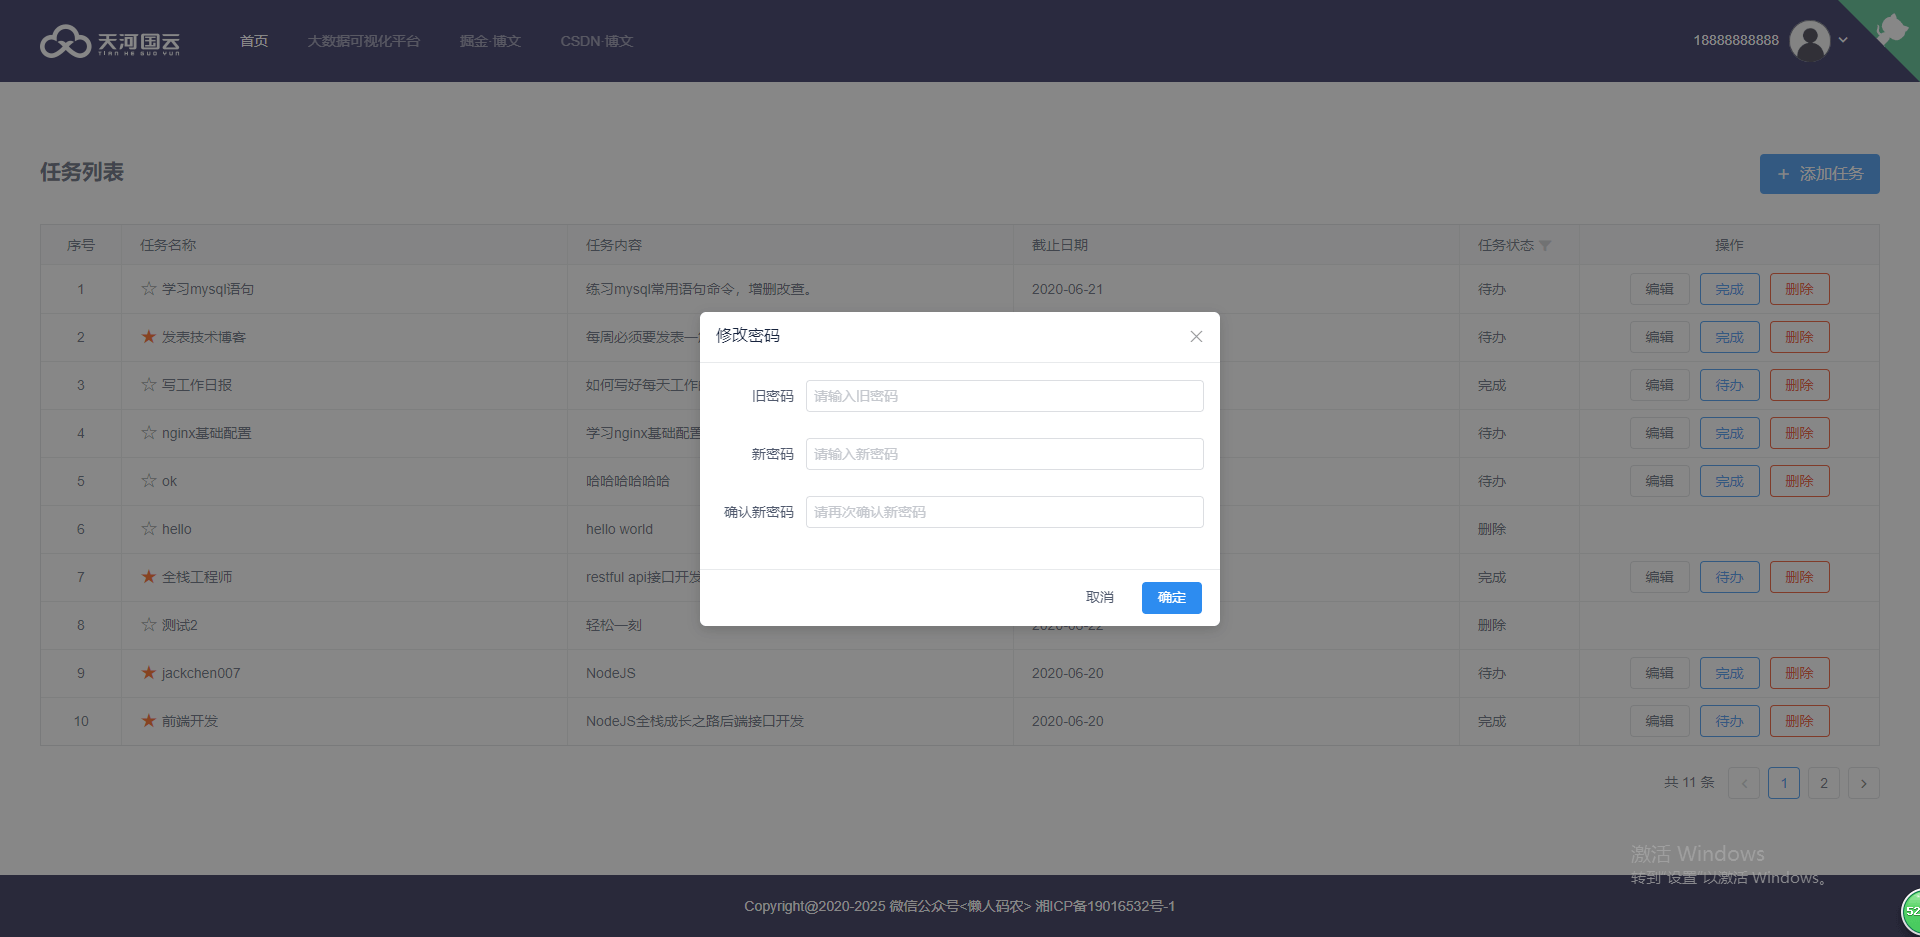 天河国云
TIAN HE GUO YUN
首页 大数据可视化平台 掘金·博文 CSDN·博文
18888888888
任务列表
+ 添加任务
序号 任务名称 任务内容 截止日期 任务状态 操作
1 ☆ 学习mysql语句 练习mysql常用语句命令，增删改查。 2020-06-21 待办 编辑 完成 删除
2 ★ 发表技术博客 每周必须要发表一 待办 编辑 完成 删除
3 ☆ 写工作日报 如何写好每天工作 完成 编辑 待办 删除
4 ☆ nginx基础配置 学习nginx基础配置 待办 编辑 完成 删除
5 ☆ ok 哈哈哈哈哈哈 待办 编辑 完成 删除
6 ☆ hello hello world 删除
7 ★ 全栈工程师 restful api接口开发 完成 编辑 待办 删除
8 ☆ 测试2 轻松一刻 2020-06-22 删除
9 ★ jackchen007 NodeJS 2020-06-20 待办 编辑 完成 删除
10 ★ 前端开发 NodeJS全栈成长之路后端接口开发 2020-06-20 完成 编辑 待办 删除
修改密码
旧密码 请输入旧密码
新密码 请输入新密码
确认新密码 请再次确认新密码
取消 确定
共 11 条 < 1 2 >
激活 Windows
转到"设置"以激活 Windows。
Copyright@2020-2025 微信公众号<懒人码农> 湘ICP备19016532号-1
52